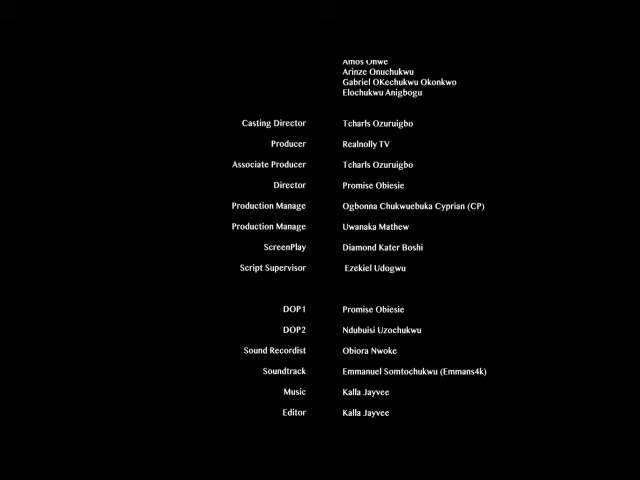 Amos Onwe
Arinze Onuchukwu
Gabriel OKechukwu Okonkwo
Elochukwu Anigbogu
Casting Director Tcharls Ozuruigbo
Producer Realnolly TV
Associate Producer Tcharls Ozuruigbo
Director Promise Obiesie
Production Manage Ogbonna Chukwuebuka Cyprian (CP)
Production Manage Uwanaka Mathew
ScreenPlay Diamond Kater Boshi
Script Supervisor Ezekiel Udogwu
DOP1 Promise Obiesie
DOP2 Ndubuisi Uzochukwu
Sound Recordist Obiora Nwoke
Soundtrack Emmanuel Somtochukwu (Emmans4k)
Music Kalla Jayvee
Editor Kalla Jayvee